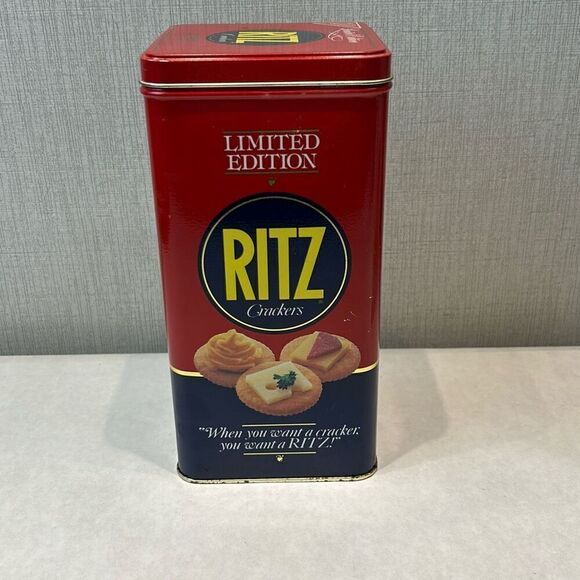 RITZ
LIMITED
EDITION
RITZ
Crackers
"When you want a cracker,
you want a RITZ!"